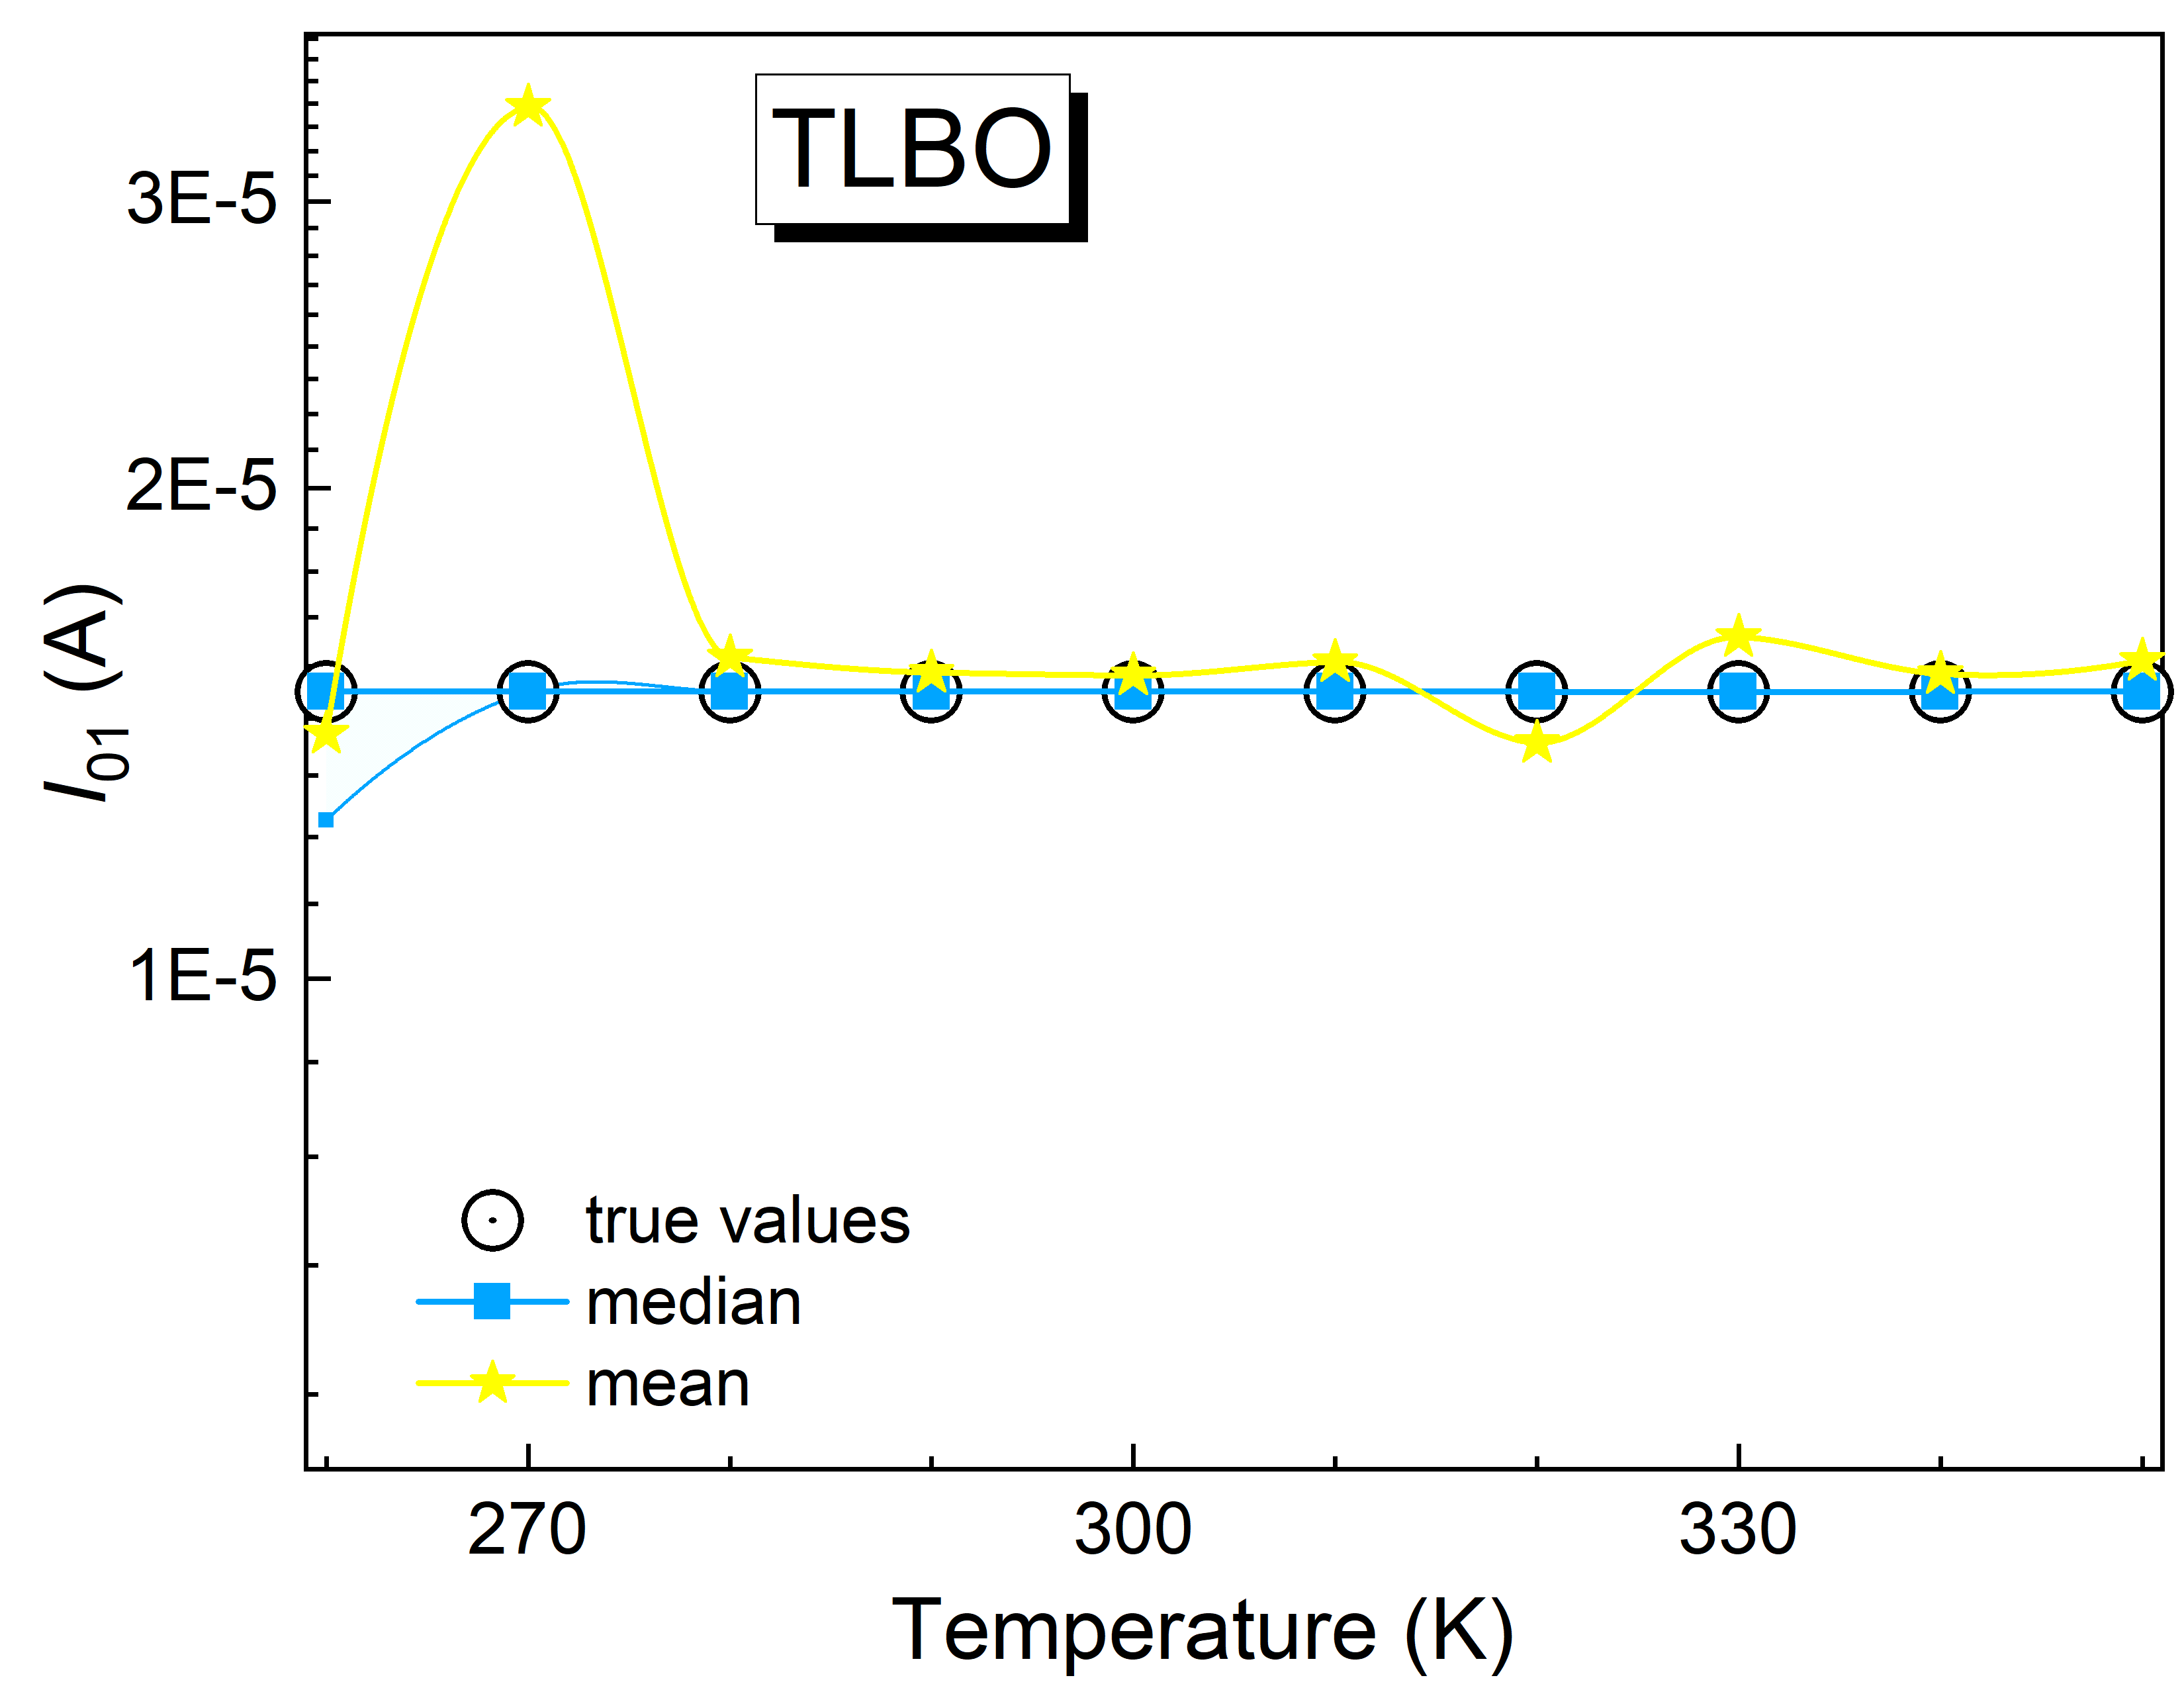 TLBO
3E-5
2E-5
1E-5
I01 (A)
true values
median
mean
270 300 330
Temperature (K)